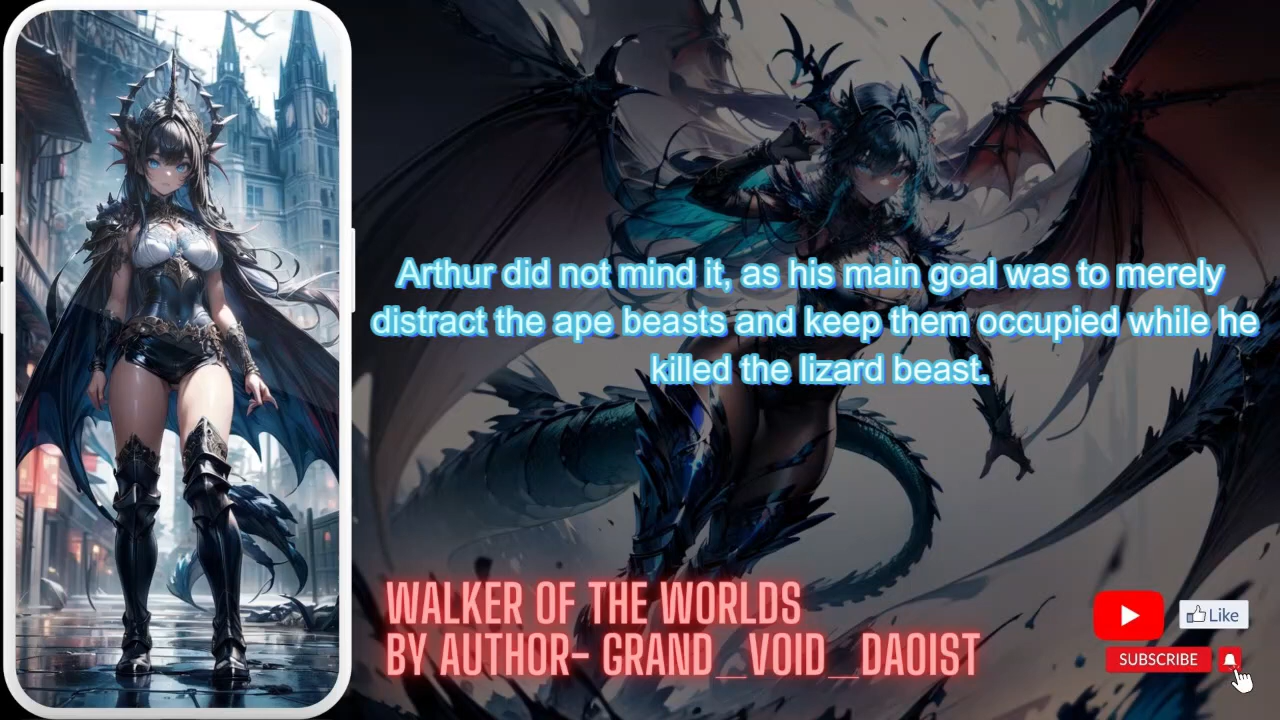 Arthur did not mind it, as his main goal was to merely
distract the ape beasts and keep them occupied while he
killed the lizard beast.
WALKER OF THE WORLDS
BY AUTHOR- GRAND_VOID_DAOIST
Like
SUBSCRIBE